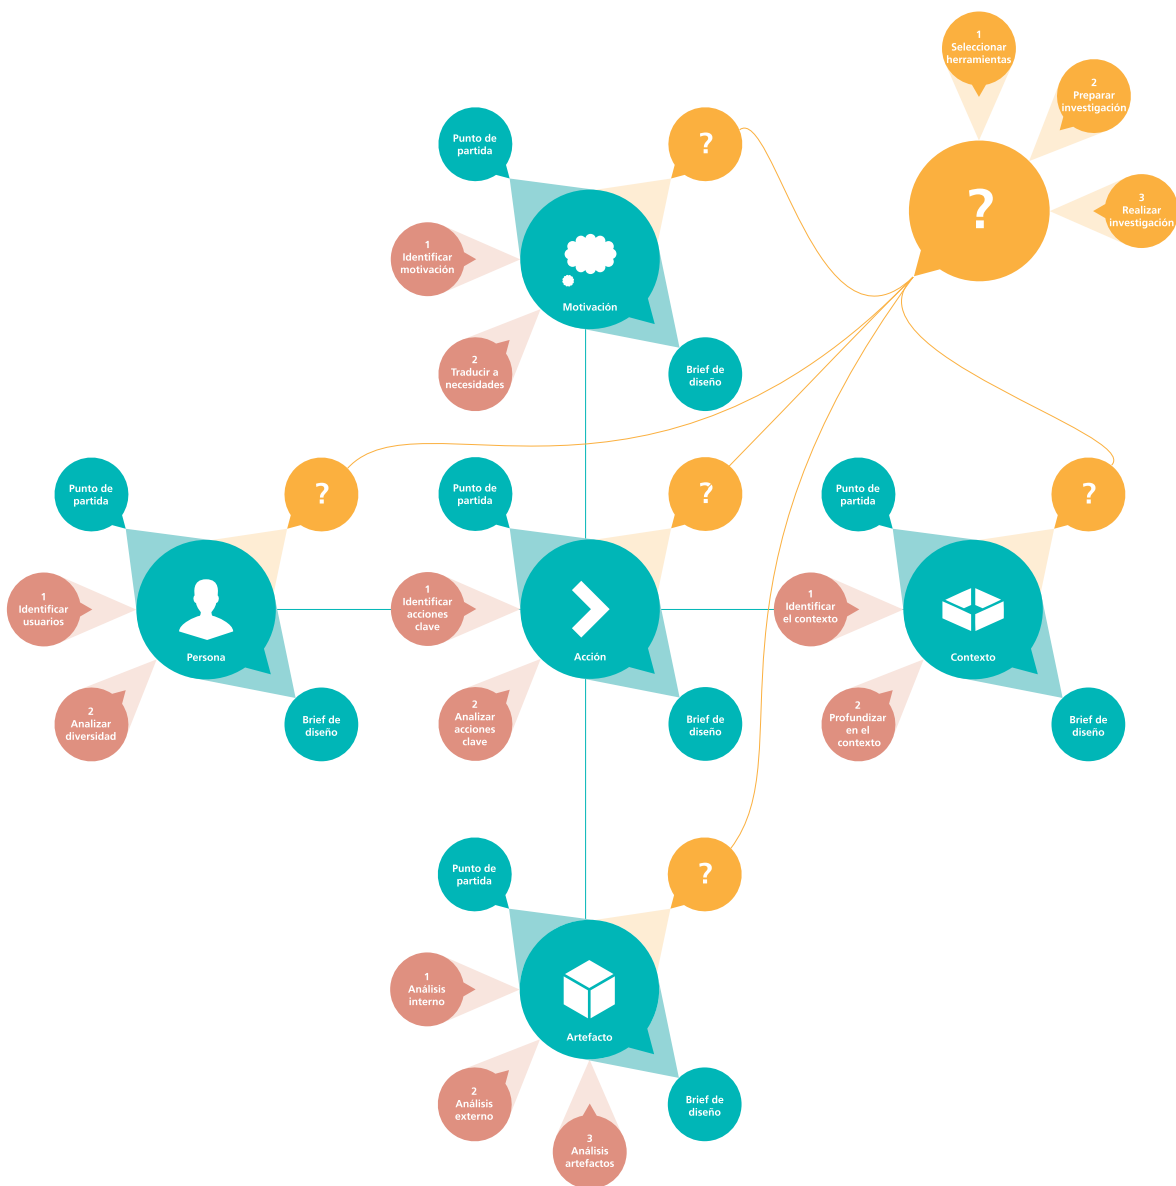 1
Seleccionar
herramientas
2
Preparar
investigación
?
3
Realizar
investigación
Punto de
partida
?
1
Identificar
motivación
Motivación
2
Traducir a
necesidades
Brief de
diseño
Punto de
partida
?
1
Identificar
usuarios
Persona
2
Analizar
diversidad
Brief de
diseño
Punto de
partida
?
1
Identificar
acciones
clave
Acción
2
Analizar
acciones
clave
Brief de
diseño
Punto de
partida
?
1
Identificar
el contexto
Contexto
2
Profundizar
en el
contexto
Brief de
diseño
Punto de
partida
?
1
Análisis
interno
Artefacto
2
Análisis
externo
3
Análisis
artefactos
Brief de
diseño